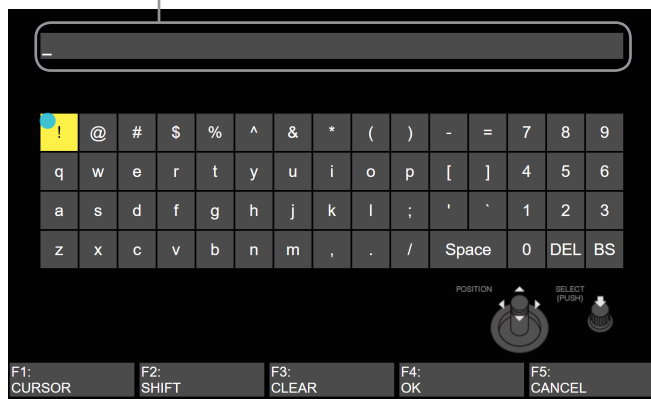 _
! @ # $ % ^ & * ( ) - = 7 8 9
q w e r t y u i o p [ ] 4 5 6
a s d f g h j k l ; ' ` 1 2 3
z x c v b n m , . / Space 0 DEL BS
POSITION SELECT
(PUSH)
F1: F2: F3: F4: F5:
CURSOR SHIFT CLEAR OK CANCEL